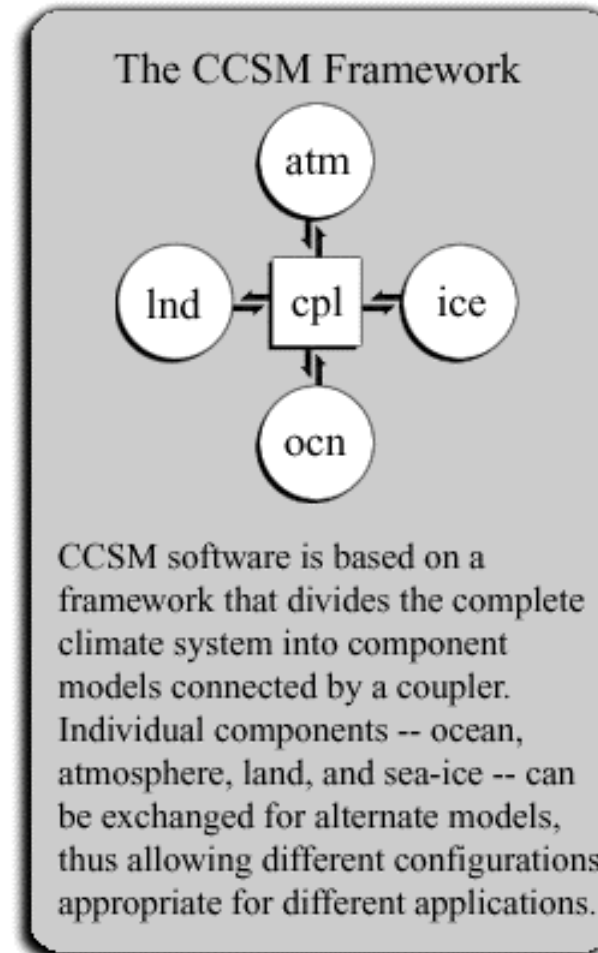 The CCSM Framework
atm
lnd
cpl
ice
ocn
CCSM software is based on a
framework that divides the complete
climate system into component
models connected by a coupler.
Individual components -- ocean,
atmosphere, land, and sea-ice -- can
be exchanged for alternate models,
thus allowing different configurations
appropriate for different applications.